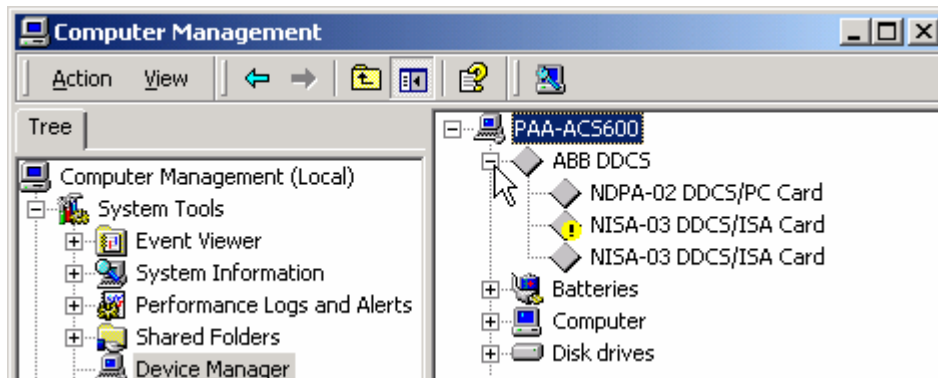 Computer Management
Action View
Tree
Computer Management (Local)
System Tools
Event Viewer
System Information
Performance Logs and Alerts
Shared Folders
Device Manager
PAA-ACS600
ABB DDCS
NDPA-02 DDCS/PC Card
NISA-03 DDCS/ISA Card
NISA-03 DDCS/ISA Card
Batteries
Computer
Disk drives